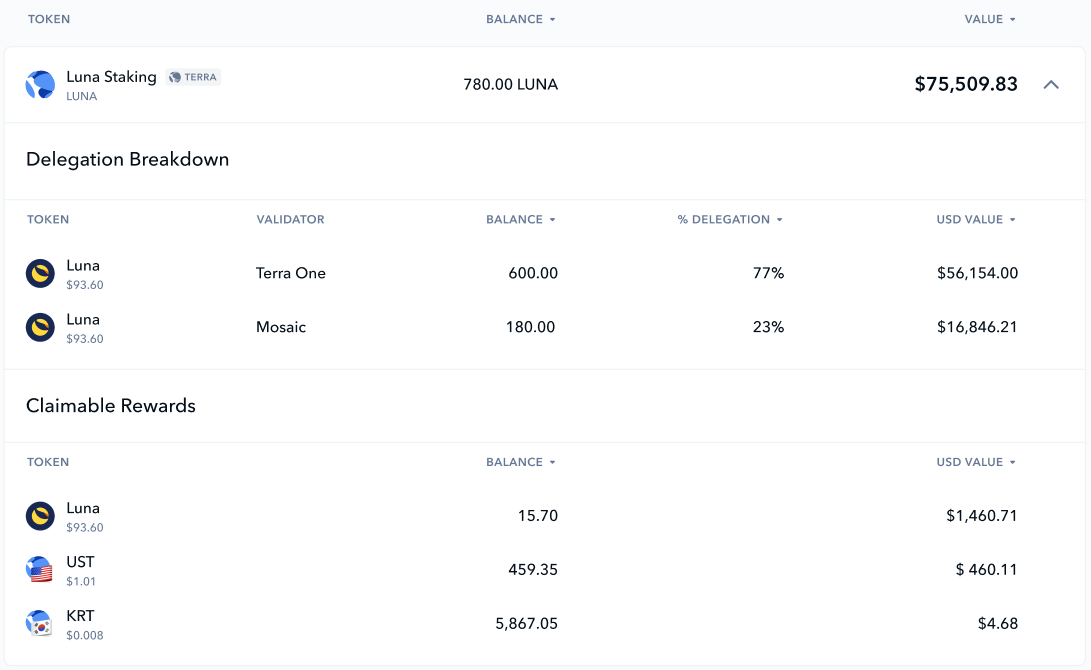 TOKEN BALANCE VALUE
Luna Staking TERRA
LUNA
780.00 LUNA
$75,509.83
Delegation Breakdown
TOKEN VALIDATOR BALANCE % DELEGATION USD VALUE
Luna
$93.60
Terra One 600.00 77% $56,154.00
Luna
$93.60
Mosaic 180.00 23% $16,846.21
Claimable Rewards
TOKEN BALANCE USD VALUE
Luna
$93.60
15.70 $1,460.71
UST
$1.01
459.35 $ 460.11
KRT
$0.008
5,867.05 $4.68